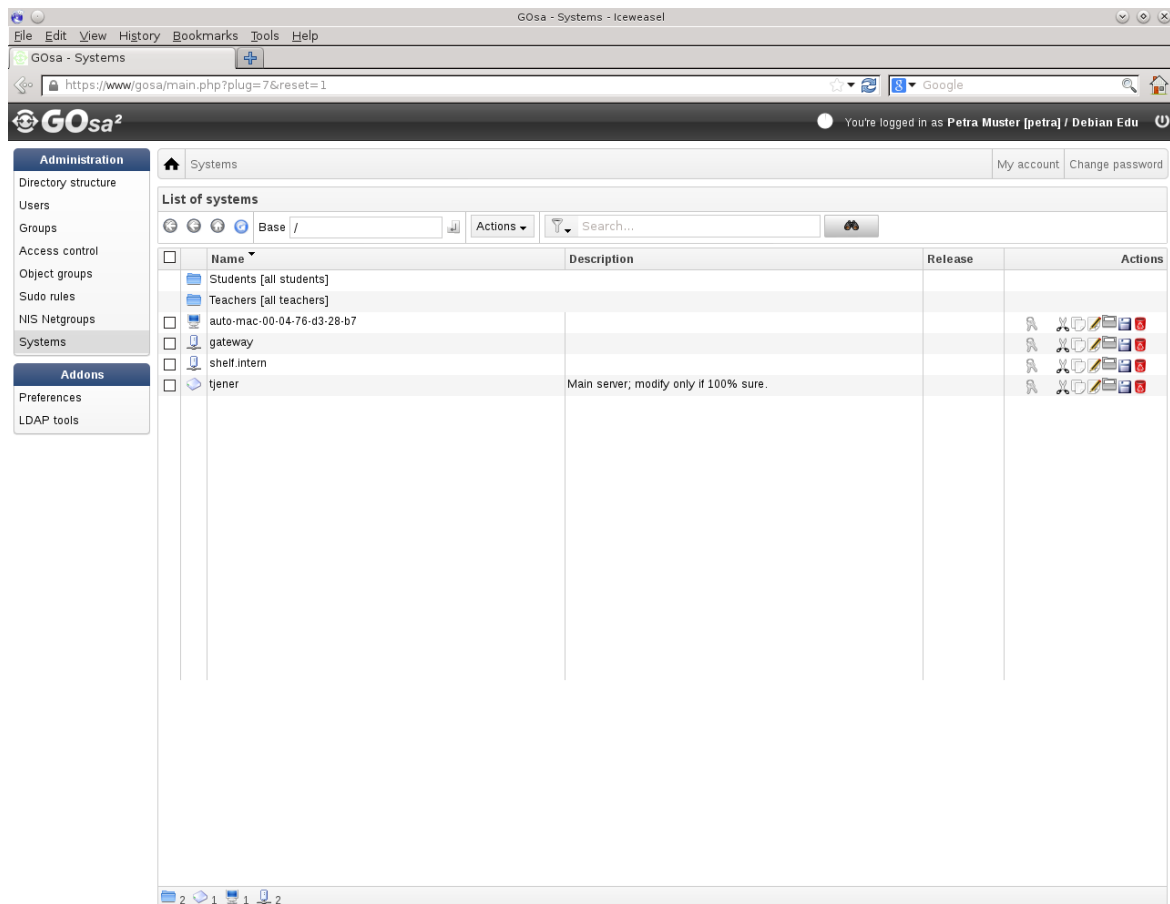 GOsa - Systems - Iceweasel
File Edit View History Bookmarks Tools Help
GOsa - Systems
https://www/gosa/main.php?plug=7&reset=1
8 Google
GOsa²
You're logged in as Petra Muster [petra] / Debian Edu
Administration
Directory structure
Users
Groups
Access control
Object groups
Sudo rules
NIS Netgroups
Systems
Addons
Preferences
LDAP tools
Systems
My account Change password
List of systems
Base / Actions Search...
Name Description Release Actions
Students [all students]
Teachers [all teachers]
auto-mac-00-04-76-d3-28-b7
gateway
shelf.intern
tjener Main server; modify only if 100% sure.
2 1 1 2